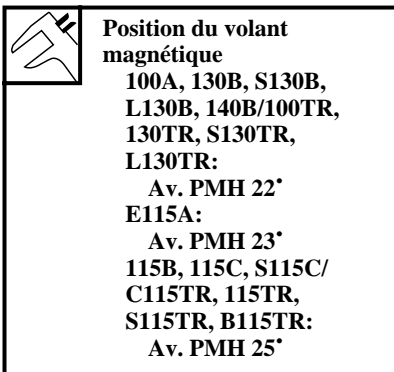 Position du volant
magnétique
100A, 130B, S130B,
L130B, 140B/100TR,
130TR, S130TR,
L130TR:
Av. PMH 22˚
E115A:
Av. PMH 23˚
115B, 115C, S115C/
C115TR, 115TR,
S115TR, B115TR:
Av. PMH 25˚